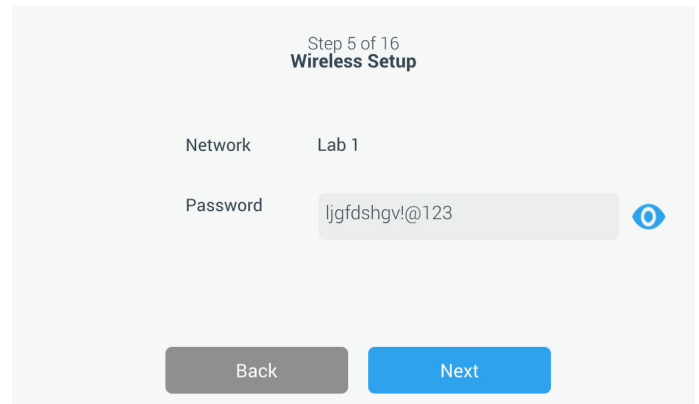 Step 5 of 16
Wireless Setup
Network Lab 1
Password ljgfdshgv!@123
Back Next